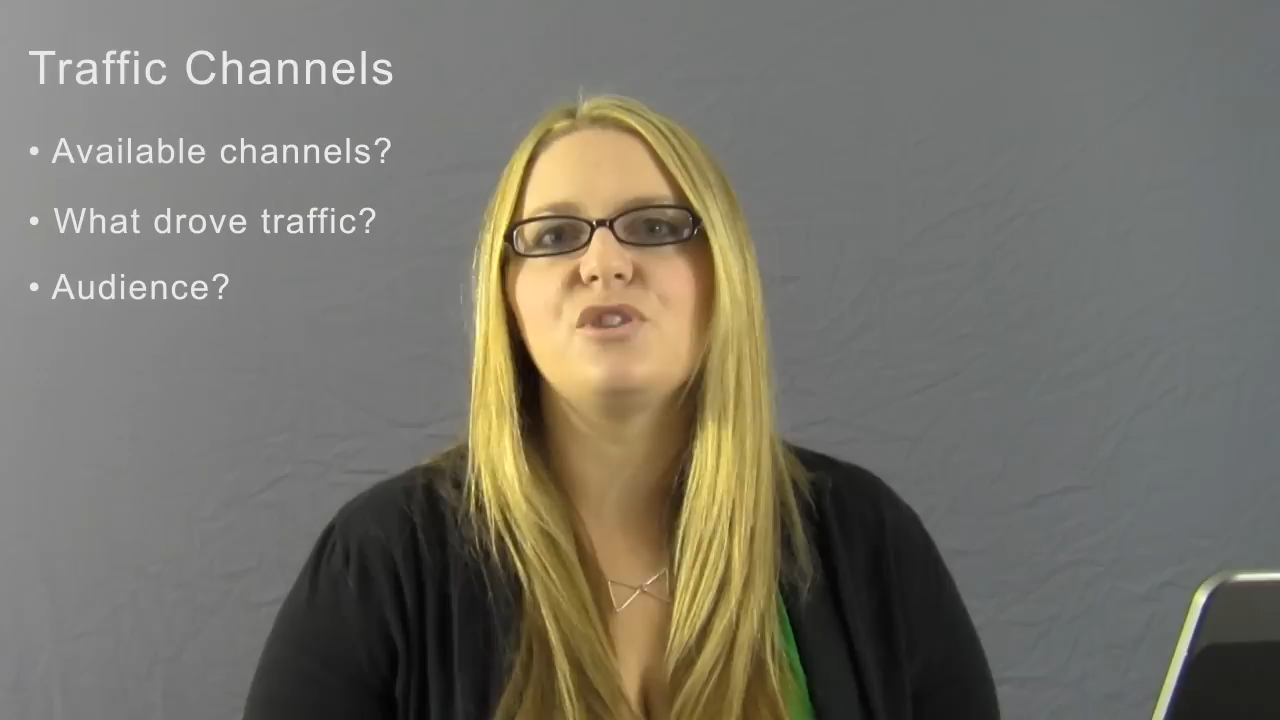 Traffic Channels
• Available channels?
• What drove traffic?
• Audience?